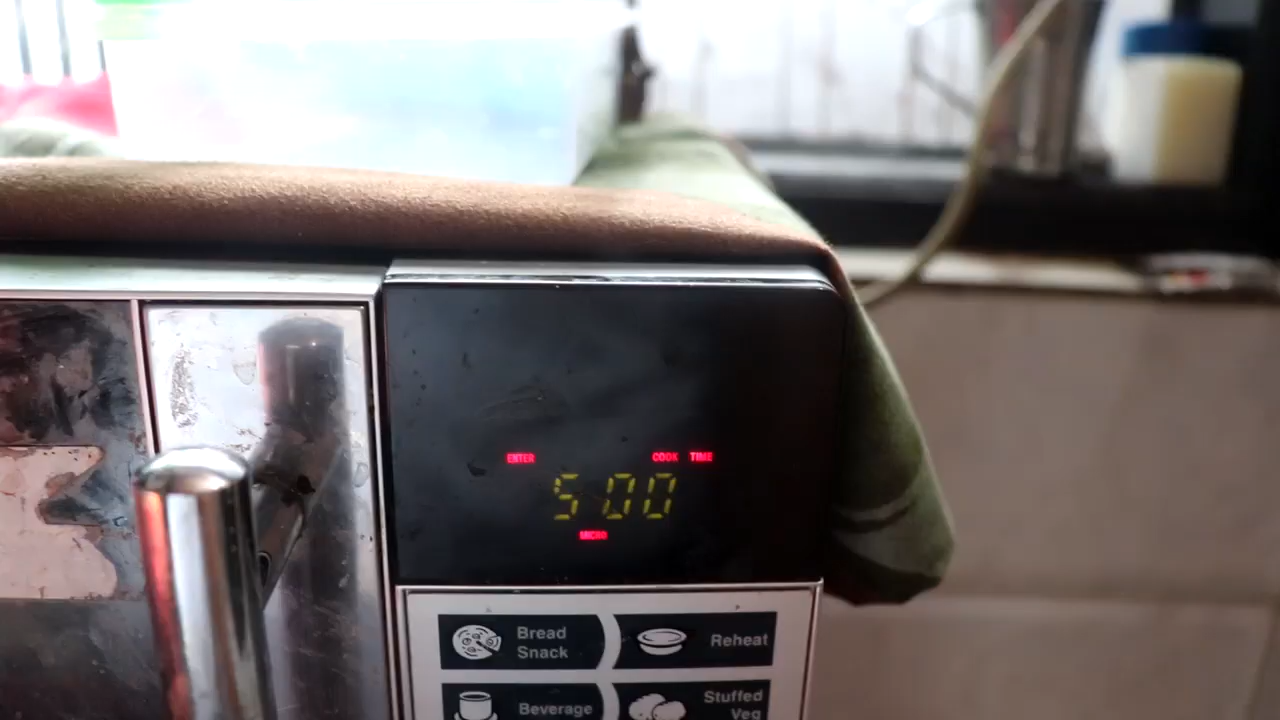 ENTER COOK TIME
5 00
MICRO
Bread
Snack
Reheat
Beverage
Stuffed
Veg